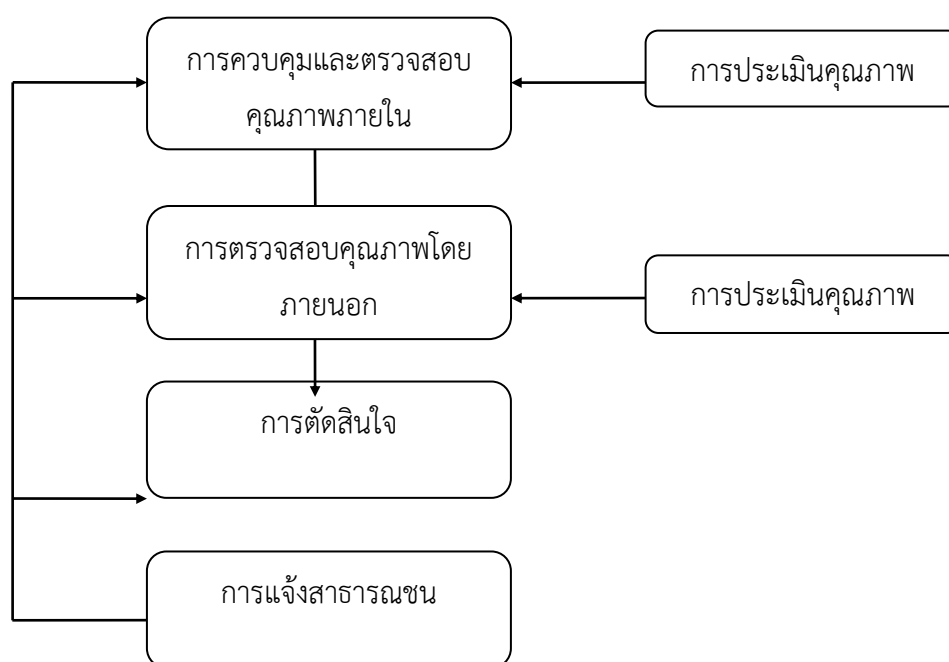 การควบคุมและตรวจสอบ
คุณภาพภายใน
การประเมินคุณภาพ
การตรวจสอบคุณภาพโดย
ภายนอก
การประเมินคุณภาพ
การตัดสินใจ
การแจ้งสาธารณชน